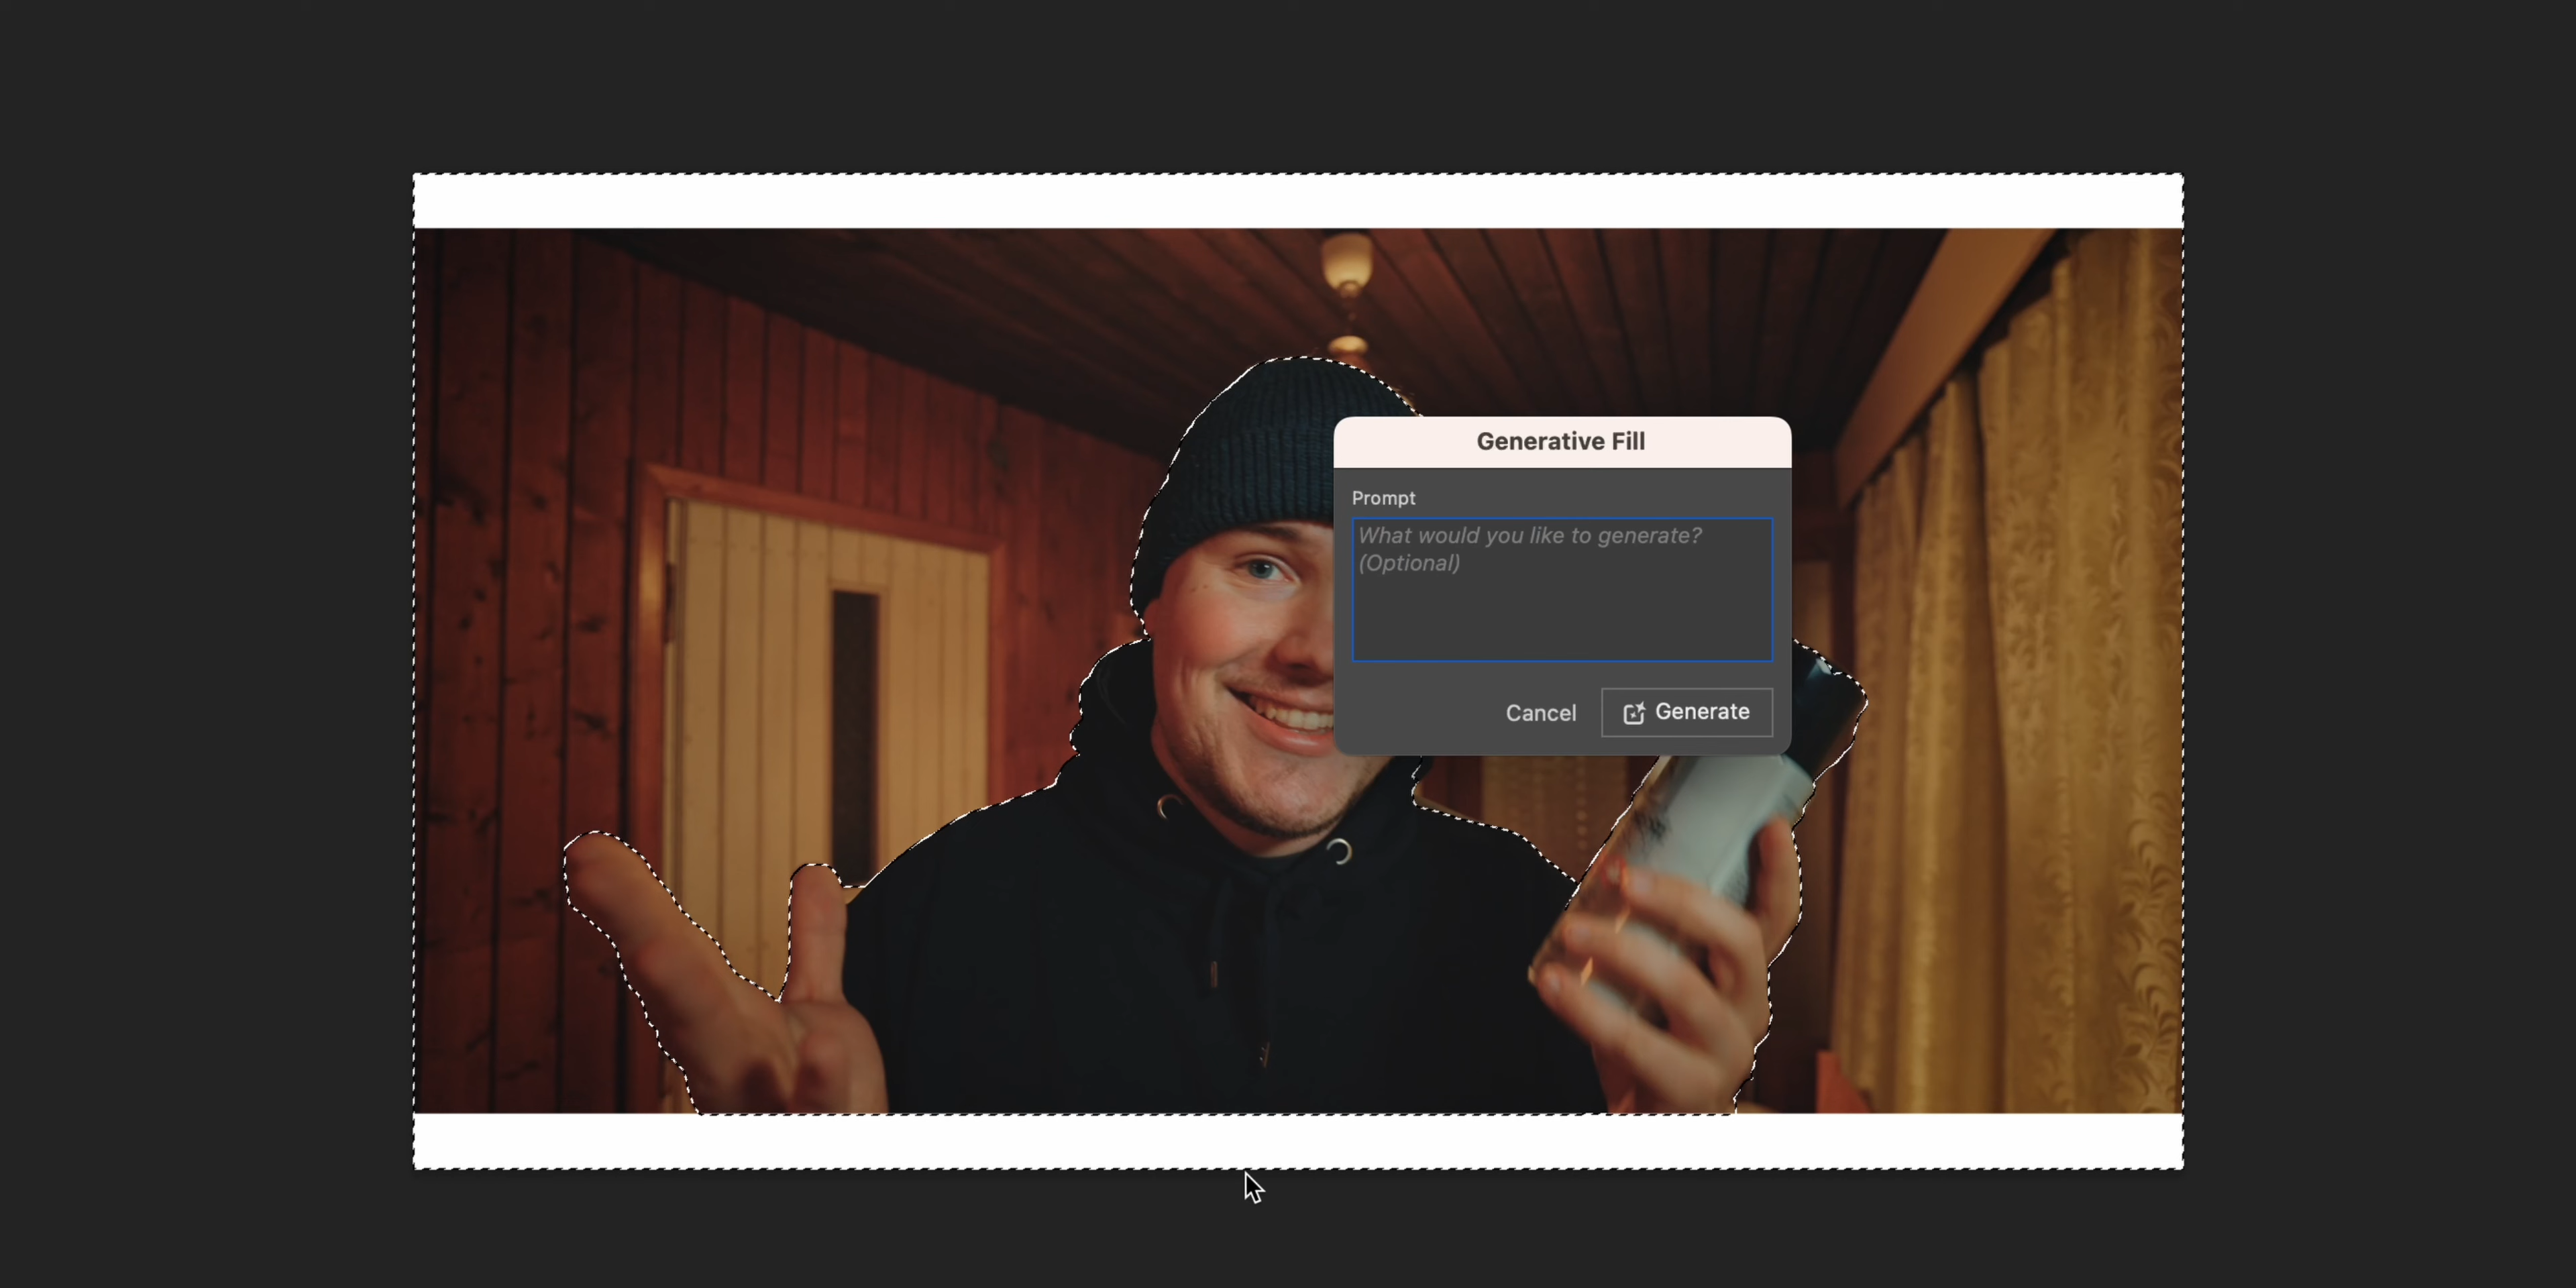 Generative Fill
Prompt
What would you like to generate?
(Optional)
Cancel
Generate